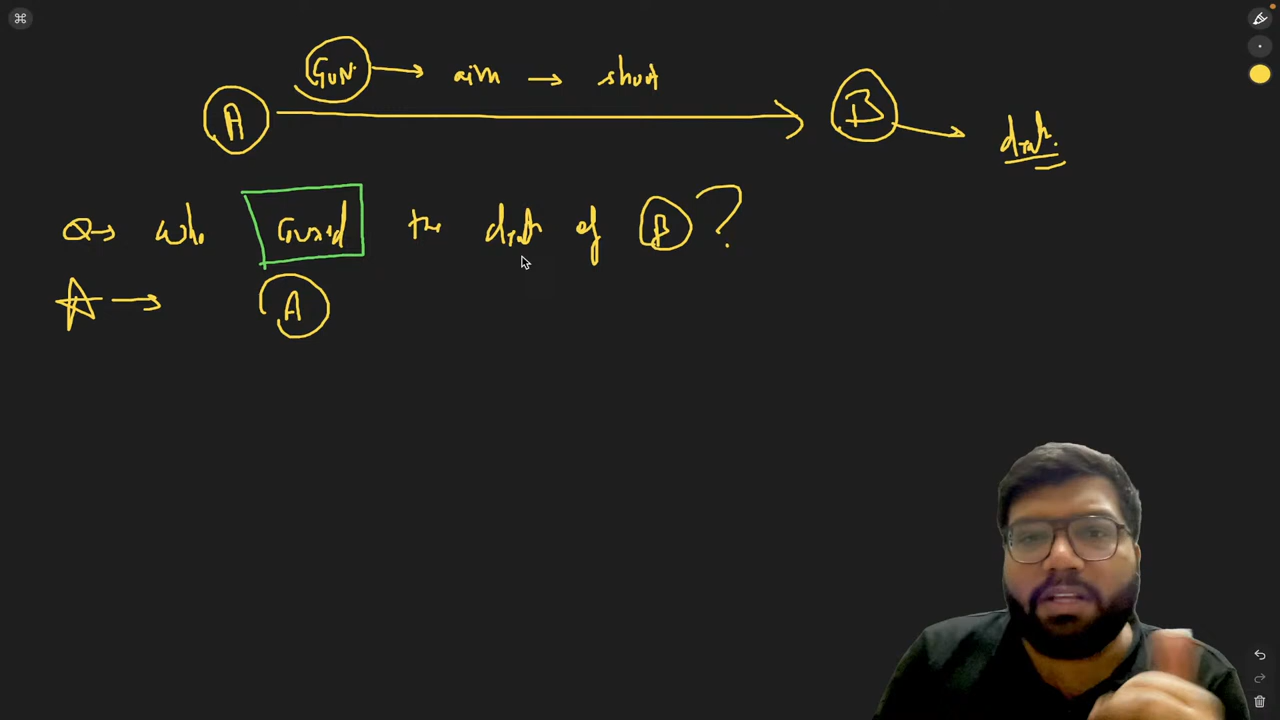 GUN → aim → shoot
A → B → death.
Q → who caused the death of B ?
A → A